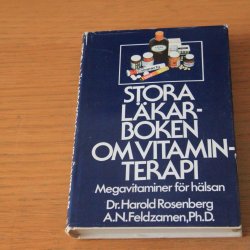 STORA
LÄKAR-
BOKEN
OM VITAMIN-
TERAPI
Megavitaminer för hälsan
Dr. Harold Rosenberg
A.N. Feldzamen, Ph.D.